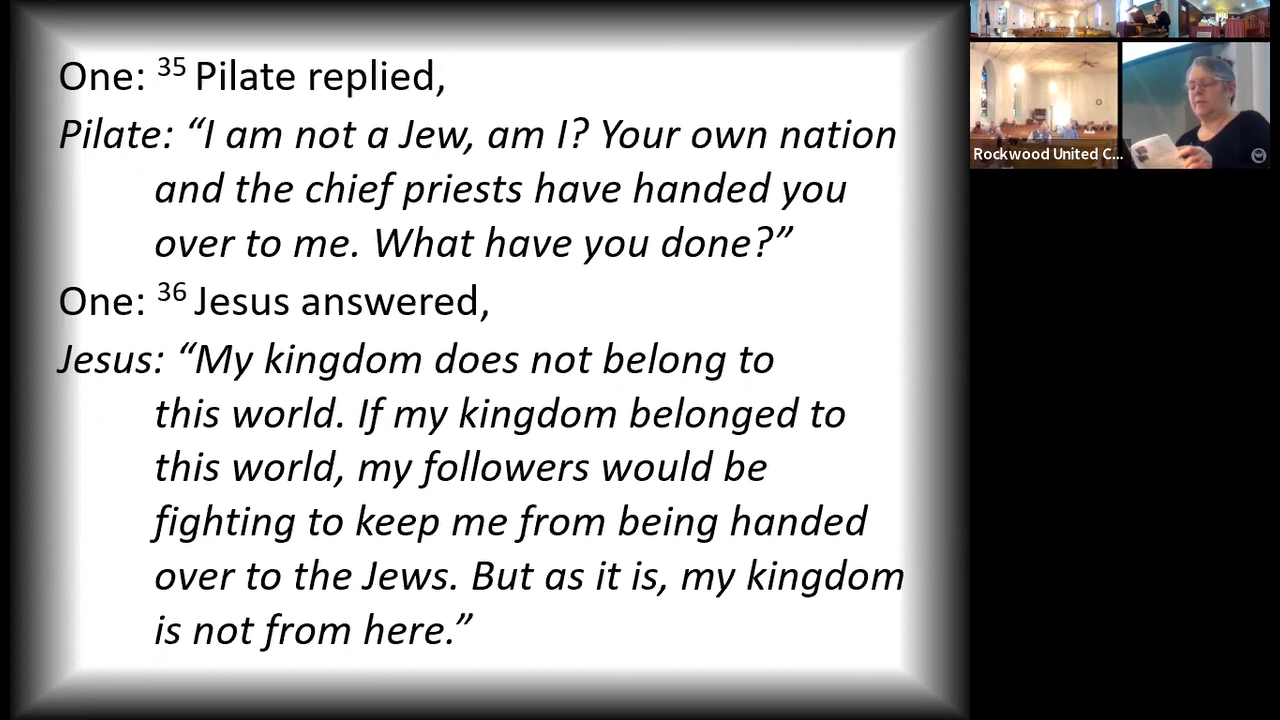 One: ³⁵ Pilate replied,
Pilate: “I am not a Jew, am I? Your own nation
and the chief priests have handed you
over to me. What have you done?”
One: ³⁶ Jesus answered,
Jesus: “My kingdom does not belong to
this world. If my kingdom belonged to
this world, my followers would be
fighting to keep me from being handed
over to the Jews. But as it is, my kingdom
is not from here.”
Rockwood United C...